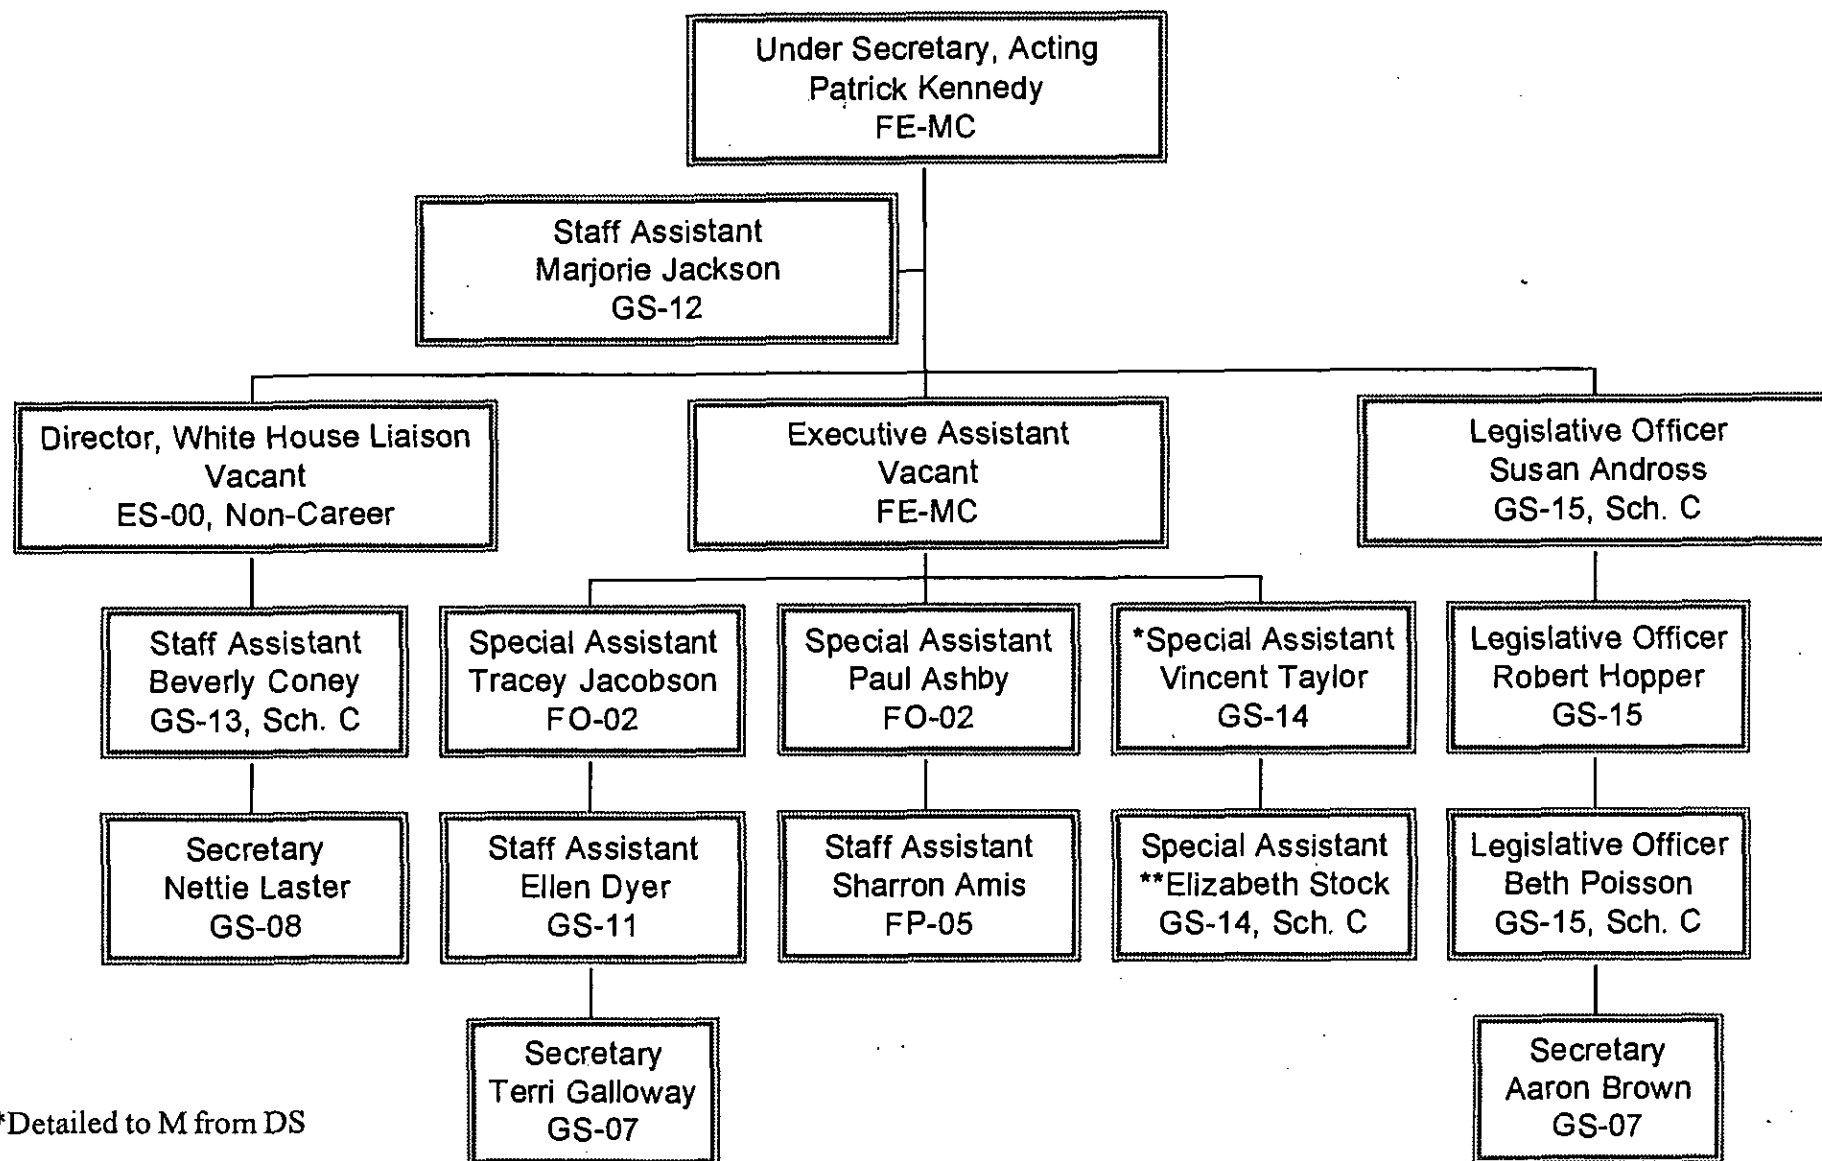 Under Secretary, Acting
Patrick Kennedy
FE-MC
Staff Assistant
Marjorie Jackson
GS-12
Director, White House Liaison
Vacant
ES-00, Non-Career
Executive Assistant
Vacant
FE-MC
Legislative Officer
Susan Andross
GS-15, Sch. C
Staff Assistant
Beverly Coney
GS-13, Sch. C
Special Assistant
Tracey Jacobson
FO-02
Special Assistant
Paul Ashby
FO-02
*Special Assistant
Vincent Taylor
GS-14
Legislative Officer
Robert Hopper
GS-15
Secretary
Nettie Laster
GS-08
Staff Assistant
Ellen Dyer
GS-11
Staff Assistant
Sharron Amis
FP-05
Special Assistant
**Elizabeth Stock
GS-14, Sch. C
Legislative Officer
Beth Poisson
GS-15, Sch. C
Secretary
Terri Galloway
GS-07
Secretary
Aaron Brown
GS-07
*Detailed to M from DS